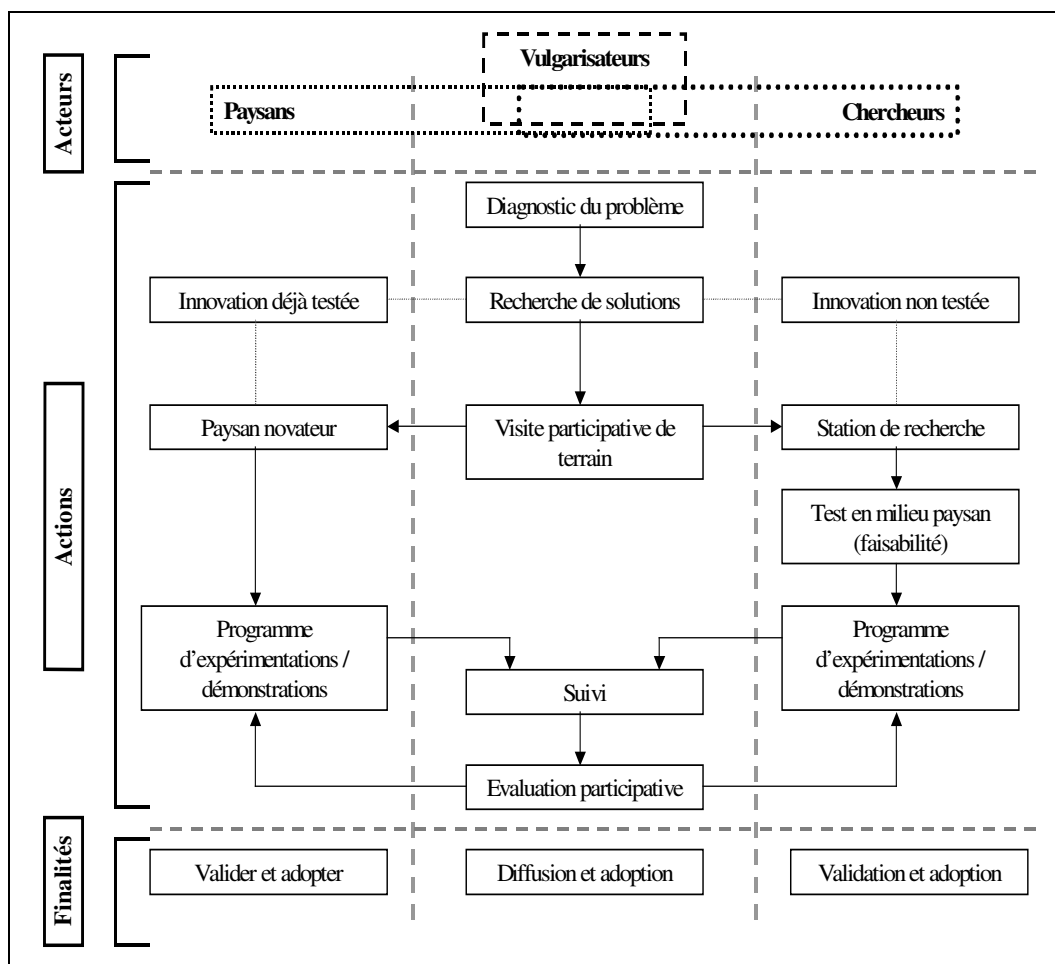 Acteurs
Vulgarisateurs
Paysans
Chercheurs
Actions
Diagnostic du problème
Innovation déjà testée
Recherche de solutions
Innovation non testée
Paysan novateur
Visite participative de
terrain
Station de recherche
Test en milieu paysan
(faisabilité)
Programme
d’expérimentations /
démonstrations
Suivi
Programme
d’expérimentations /
démonstrations
Evaluation participative
Finalités
Valider et adopter
Diffusion et adoption
Validation et adoption